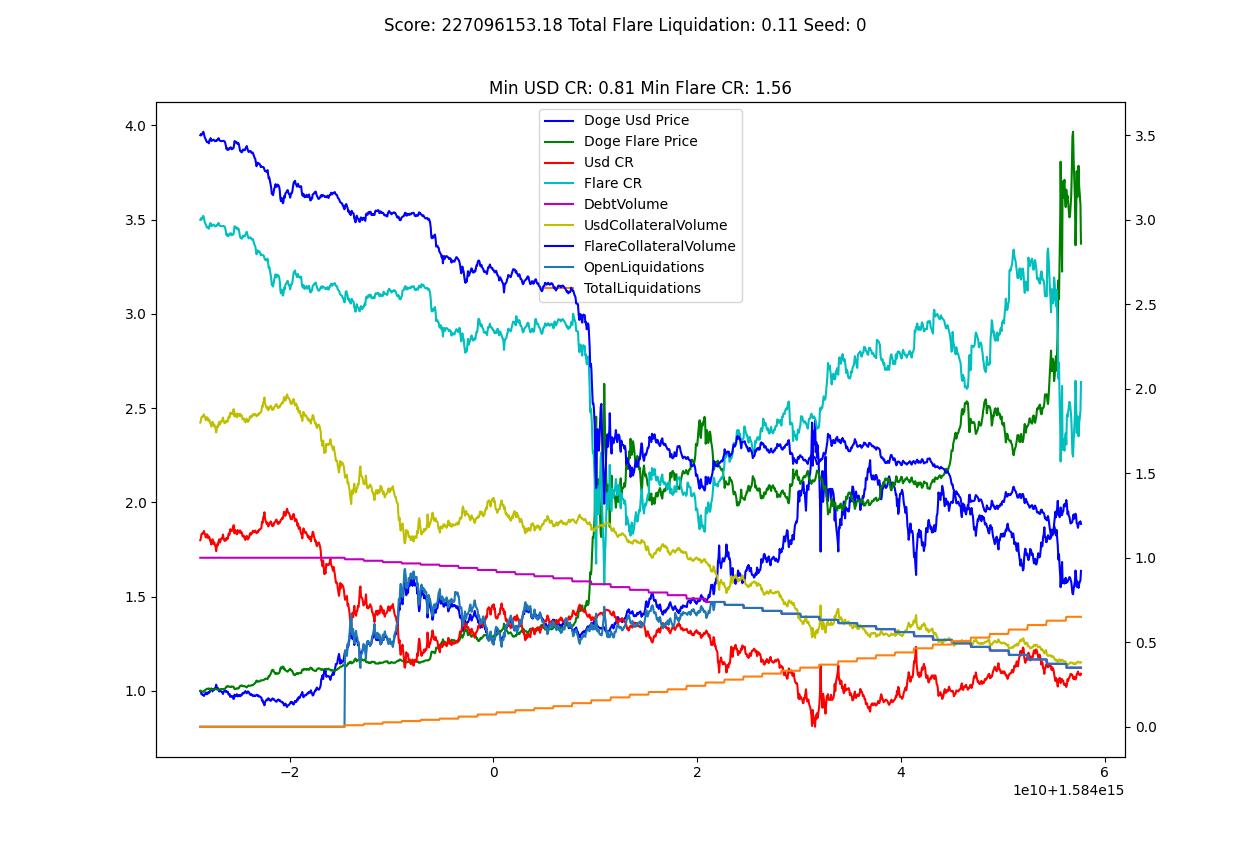 Score: 227096153.18 Total Flare Liquidation: 0.11 Seed: 0
Min USD CR: 0.81 Min Flare CR: 1.56
Doge Usd Price
Doge Flare Price
Usd CR
Flare CR
DebtVolume
UsdCollateralVolume
FlareCollateralVolume
OpenLiquidations
TotalLiquidations
4.0
3.5
3.0
2.5
2.0
1.5
1.0
3.5
3.0
2.5
2.0
1.5
1.0
0.5
0.0
−2
0
2
4
6
1e10+1.584e15